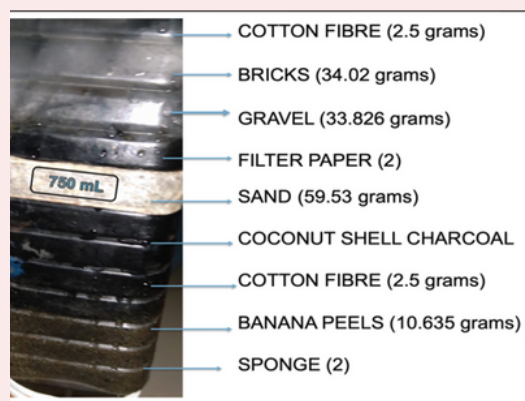 COTTON FIBRE (2.5 grams)
BRICKS (34.02 grams)
GRAVEL (33.826 grams)
FILTER PAPER (2)
750 mL
SAND (59.53 grams)
COCONUT SHELL CHARCOAL
COTTON FIBRE (2.5 grams)
BANANA PEELS (10.635 grams)
SPONGE (2)